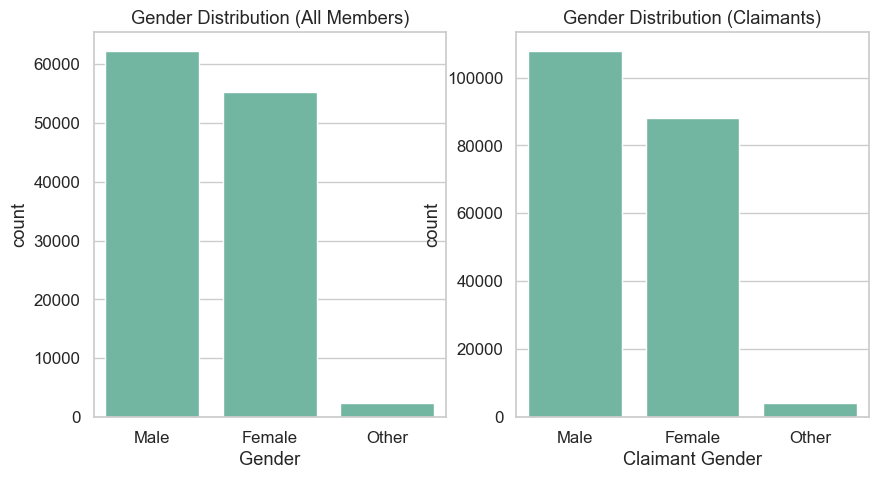 Gender Distribution (All Members)
count
60000
50000
40000
30000
20000
10000
0
Male Female Other
Gender
Gender Distribution (Claimants)
count
100000
80000
60000
40000
20000
0
Male Female Other
Claimant Gender